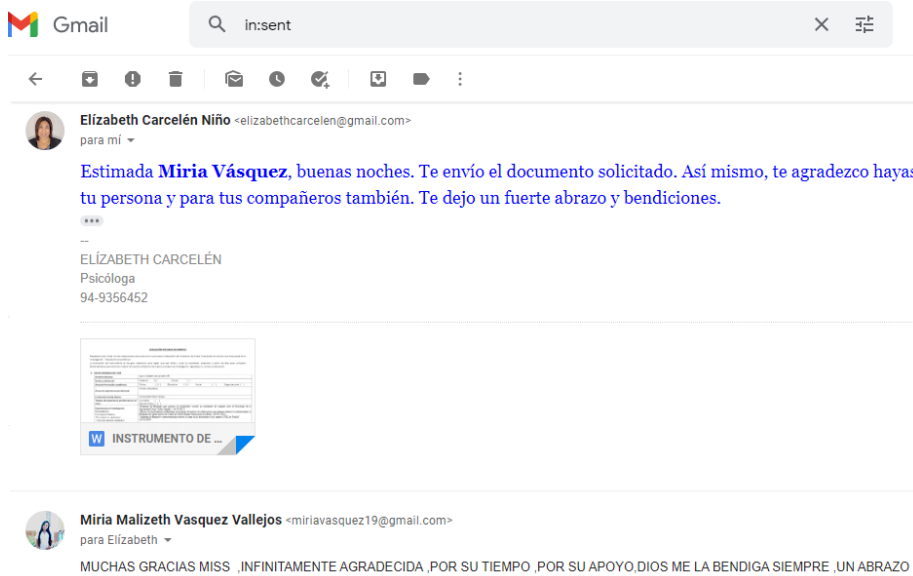 Gmail
in:sent
Elízabeth Carcelén Niño <elizabethcarcelen@gmail.com>
para mí
Estimada Miria Vásquez, buenas noches. Te envío el documento solicitado. Así mismo, te agradezco hayas
tu persona y para tus compañeros también. Te dejo un fuerte abrazo y bendiciones.
--
ELÍZABETH CARCELÉN
Psicóloga
94-9356452
W INSTRUMENTO DE ...
Miria Malizeth Vasquez Vallejos <miriavasquez19@gmail.com>
para Elízabeth
MUCHAS GRACIAS MISS ,INFINITAMENTE AGRADECIDA ,POR SU TIEMPO ,POR SU APOYO,DIOS ME LA BENDIGA SIEMPRE ,UN ABRAZO